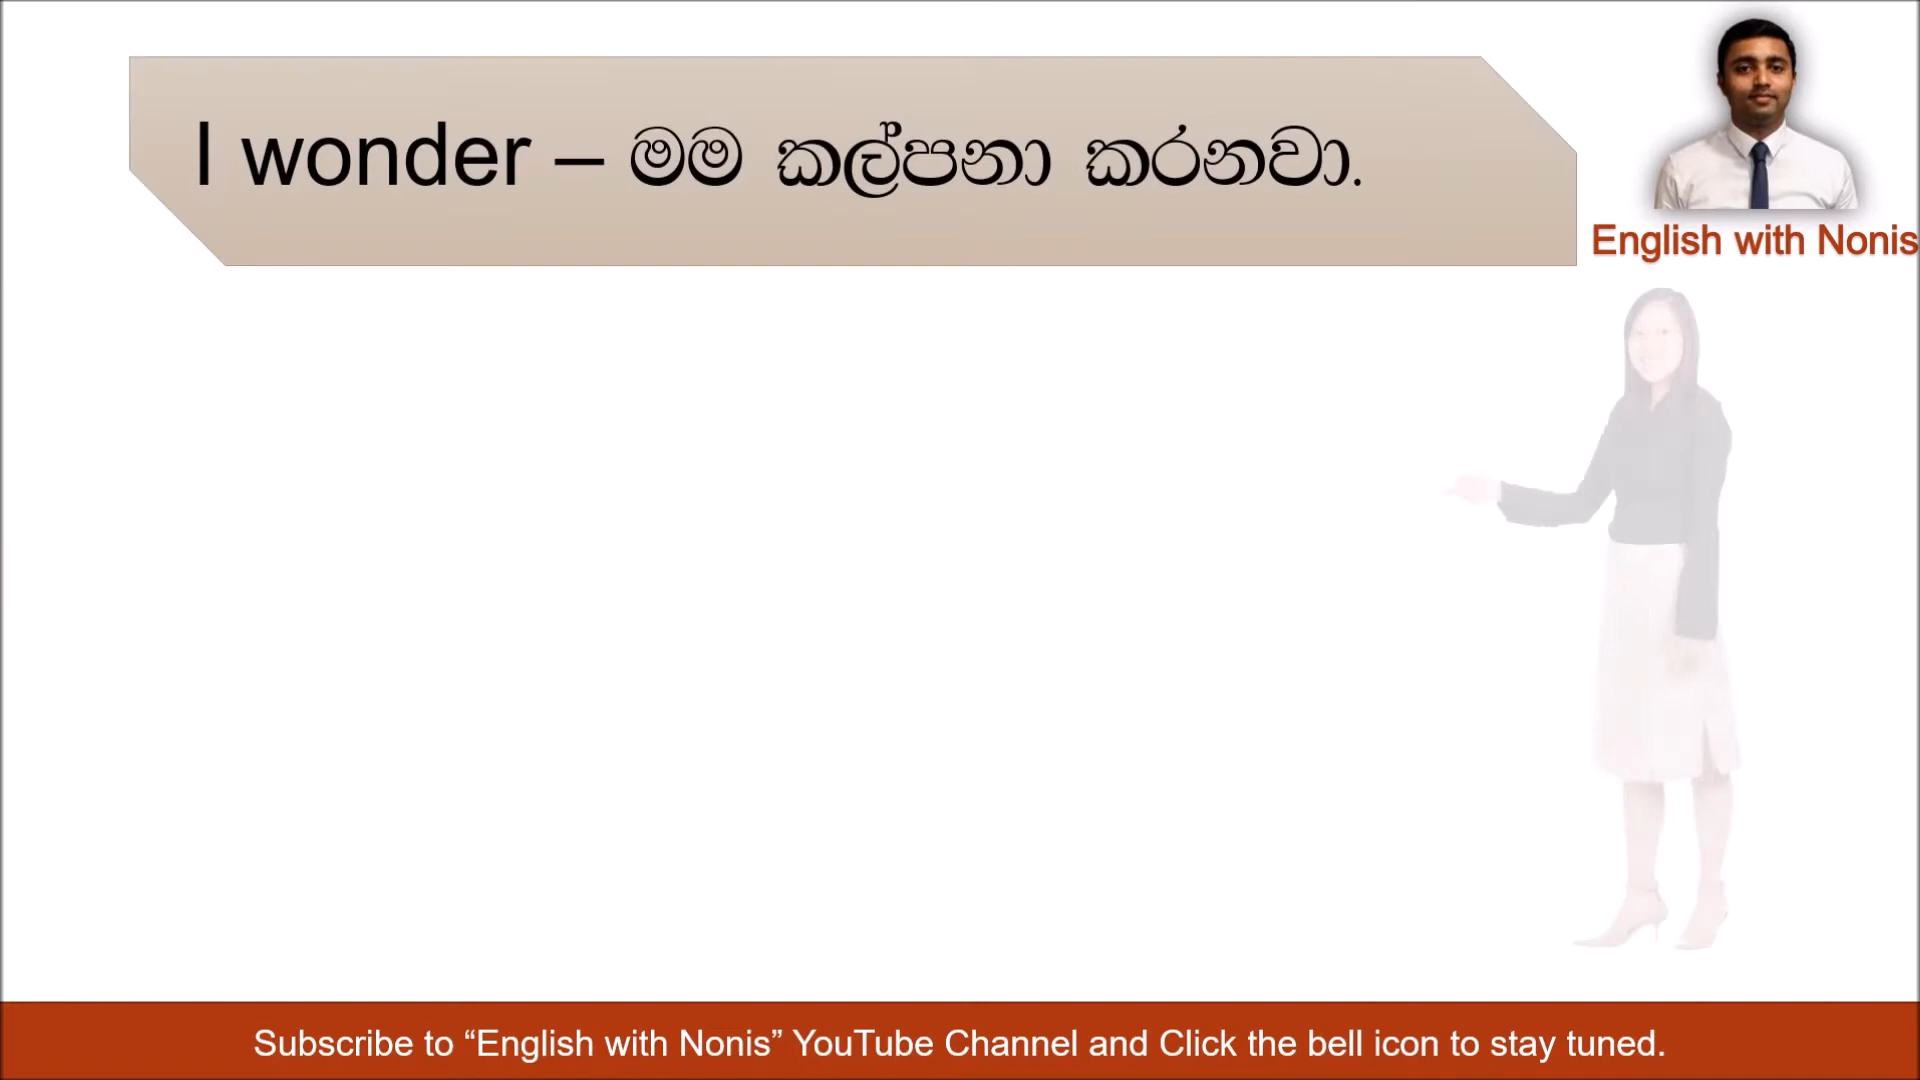 I wonder – මම කල්පනා කරනවා.
English with Nonis
Subscribe to “English with Nonis” YouTube Channel and Click the bell icon to stay tuned.